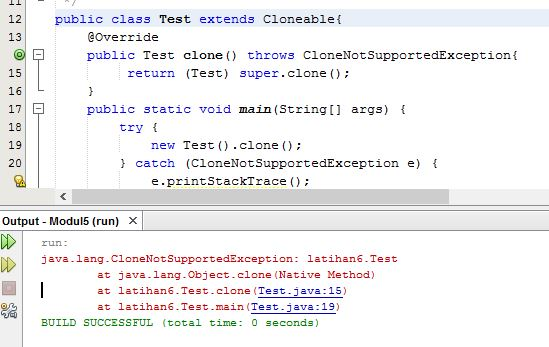 11 */
12 public class Test extends Cloneable{
13 @Override
public Test clone() throws CloneNotSupportedException{
15 return (Test) super.clone();
16 }
17 public static void main(String[] args) {
18 try {
19 new Test().clone();
20 } catch (CloneNotSupportedException e) {
e.printStackTrace();
Output - Modul5 (run) ×
run:
java.lang.CloneNotSupportedException: latihan6.Test
at java.lang.Object.clone(Native Method)
at latihan6.Test.clone(Test.java:15)
at latihan6.Test.main(Test.java:19)
BUILD SUCCESSFUL (total time: 0 seconds)